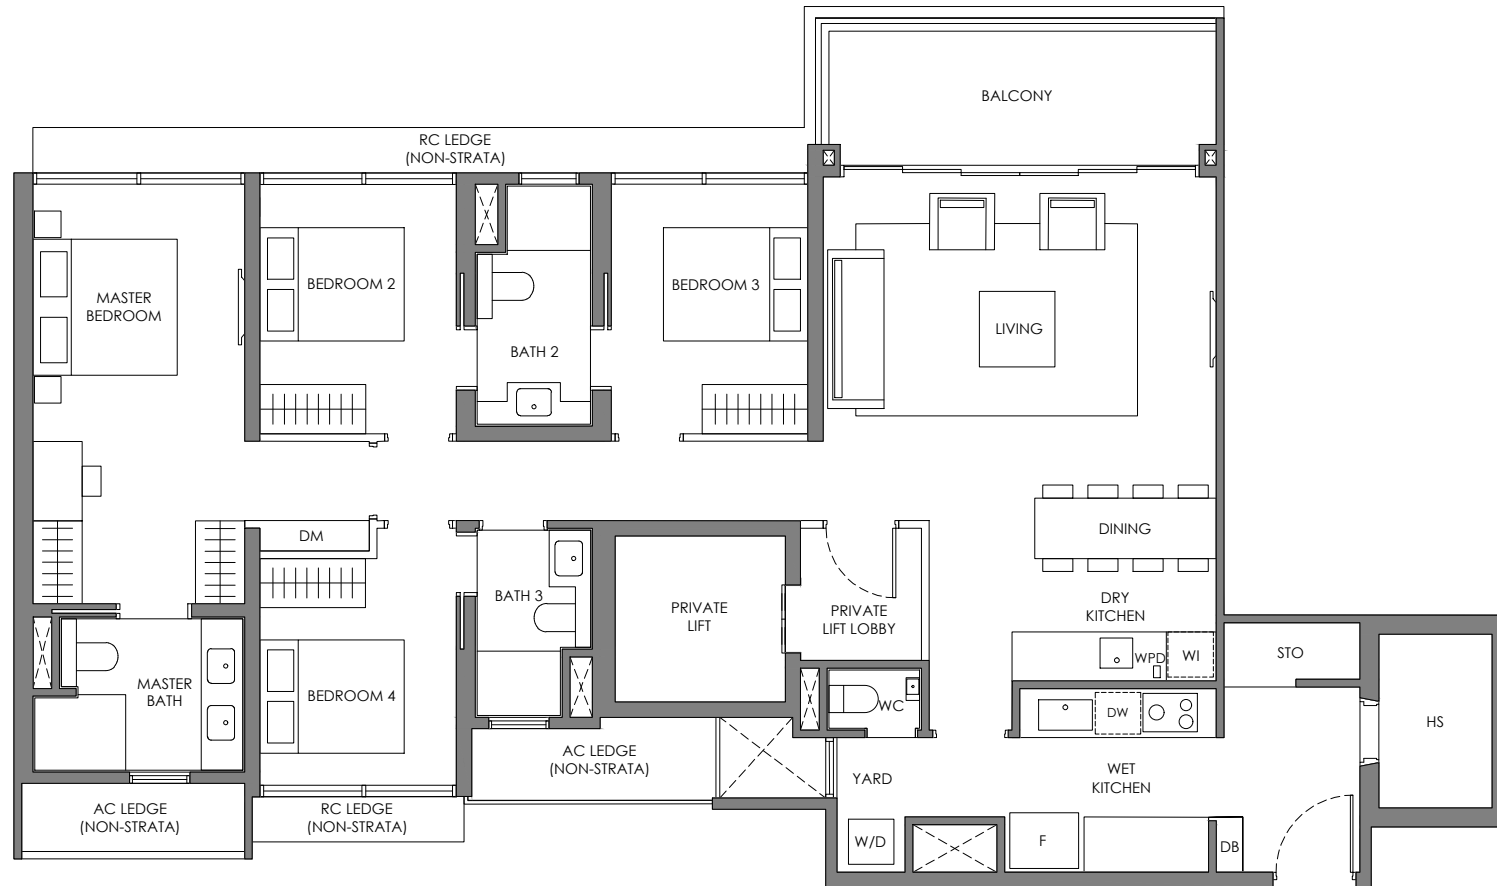 BALCONY
RC LEDGE
(NON-STRATA)
MASTER
BEDROOM
BEDROOM 2
BATH 2
BEDROOM 3
LIVING
DINING
DM
BATH 3
PRIVATE
LIFT
PRIVATE
LIFT LOBBY
DRY
KITCHEN
WPD
WI
STO
MASTER
BATH
BEDROOM 4
WC
DW
HS
AC LEDGE
(NON-STRATA)
YARD
WET
KITCHEN
AC LEDGE
(NON-STRATA)
RC LEDGE
(NON-STRATA)
W/D
F
DB